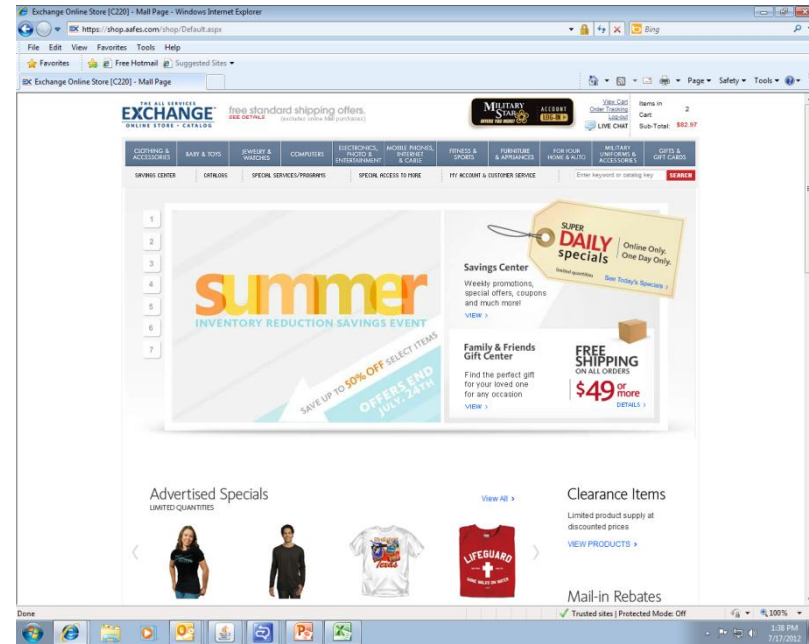 Exchange Online Store [C220] - Mall Page - Windows Internet Explorer
https://shop.aafes.com/shop/Default.aspx
Bing
File Edit View Favorites Tools Help
Favorites Free Hotmail Suggested Sites
Exchange Online Store [C220] - Mall Page
Page Safety Tools
THE ALL SERVICES
EXCHANGE
ONLINE STORE • CATALOG
free standard shipping offers.
SEE DETAILS (excludes online Mall purchases)
MILITARY STAR
OFFERS YOU MORE!
ACCOUNT
LOG-IN
View Cart
Order Tracking
Log-out
LIVE CHAT
Items in Cart 2
Sub-Total: $82.97
CLOTHING & ACCESSORIES
BABY & TOYS
JEWELRY & WATCHES
COMPUTERS
ELECTRONICS, PHOTO & ENTERTAINMENT
MOBILE PHONES, INTERNET & CABLE
FITNESS & SPORTS
FURNITURE & APPLIANCES
FOR YOUR HOME & AUTO
MILITARY UNIFORMS & ACCESSORIES
GIFTS & GIFT CARDS
SAVINGS CENTER
CATALOGS
SPECIAL SERVICES/PROGRAMS
SPECIAL ACCESS TO MORE
MY ACCOUNT & CUSTOMER SERVICE
Enter keyword or catalog key
SEARCH
1
2
3
4
5
6
7
summer
INVENTORY REDUCTION SAVINGS EVENT
SAVE UP TO 50% OFF SELECT ITEMS
OFFERS END
JULY. 24TH
SUPER
DAILY
specials
limited quantities
Online Only.
One Day Only.
See Today's Specials >
Savings Center
Weekly promotions,
special offers, coupons
and much more!
VIEW >
Family & Friends
Gift Center
Find the perfect gift
for your loved one
for any occasion
VIEW >
FREE
SHIPPING
ON ALL ORDERS
$49 or more
DETAILS >
Advertised Specials
LIMITED QUANTITIES
View All >
Texas
LIFEGUARD
Clearance Items
Limited product supply at
discounted prices
VIEW PRODUCTS >
Mail-in Rebates
Done
Trusted sites | Protected Mode: Off
100%
1:38 PM
7/17/2012